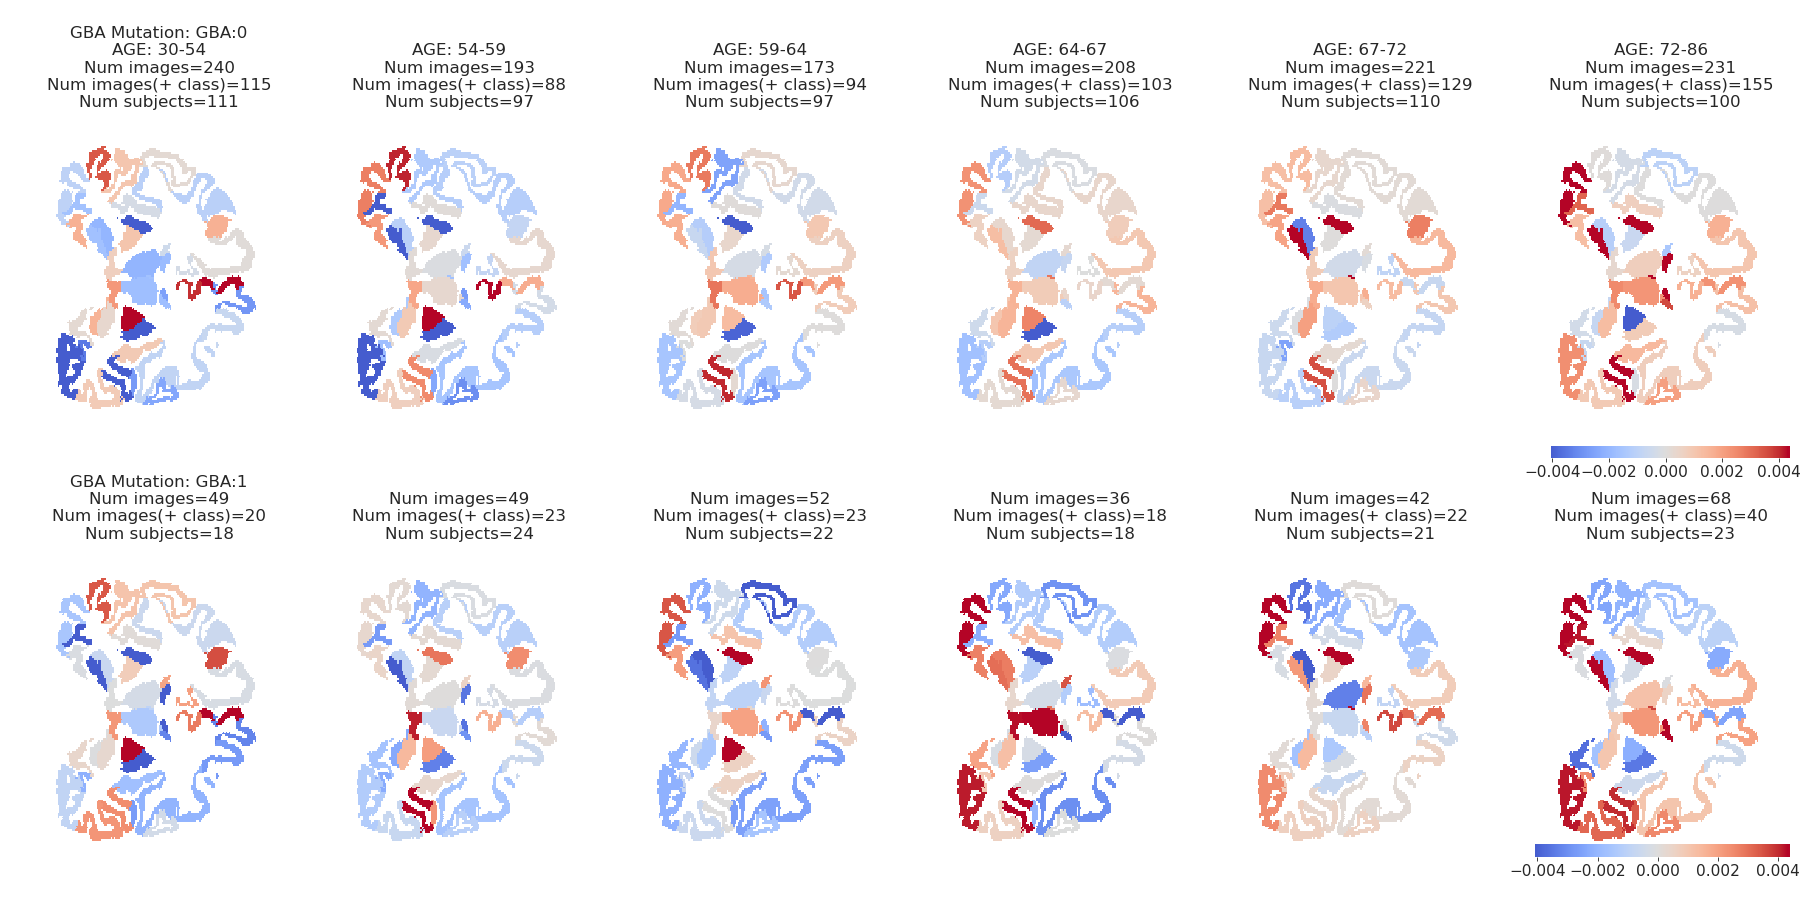 GBA Mutation: GBA:0
AGE: 30-54
Num images=240
Num images(+ class)=115
Num subjects=111
AGE: 54-59
Num images=193
Num images(+ class)=88
Num subjects=97
AGE: 59-64
Num images=173
Num images(+ class)=94
Num subjects=97
AGE: 64-67
Num images=208
Num images(+ class)=103
Num subjects=106
AGE: 67-72
Num images=221
Num images(+ class)=129
Num subjects=110
AGE: 72-86
Num images=231
Num images(+ class)=155
Num subjects=100
−0.004 −0.002 0.000 0.002 0.004
GBA Mutation: GBA:1
Num images=49
Num images(+ class)=20
Num subjects=18
Num images=49
Num images(+ class)=23
Num subjects=24
Num images=52
Num images(+ class)=23
Num subjects=22
Num images=36
Num images(+ class)=18
Num subjects=18
Num images=42
Num images(+ class)=22
Num subjects=21
Num images=68
Num images(+ class)=40
Num subjects=23
−0.004 −0.002 0.000 0.002 0.004